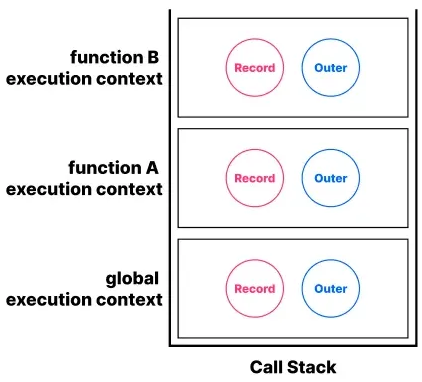 function B
execution context
Record
Outer
function A
execution context
Record
Outer
global
execution context
Record
Outer
Call Stack